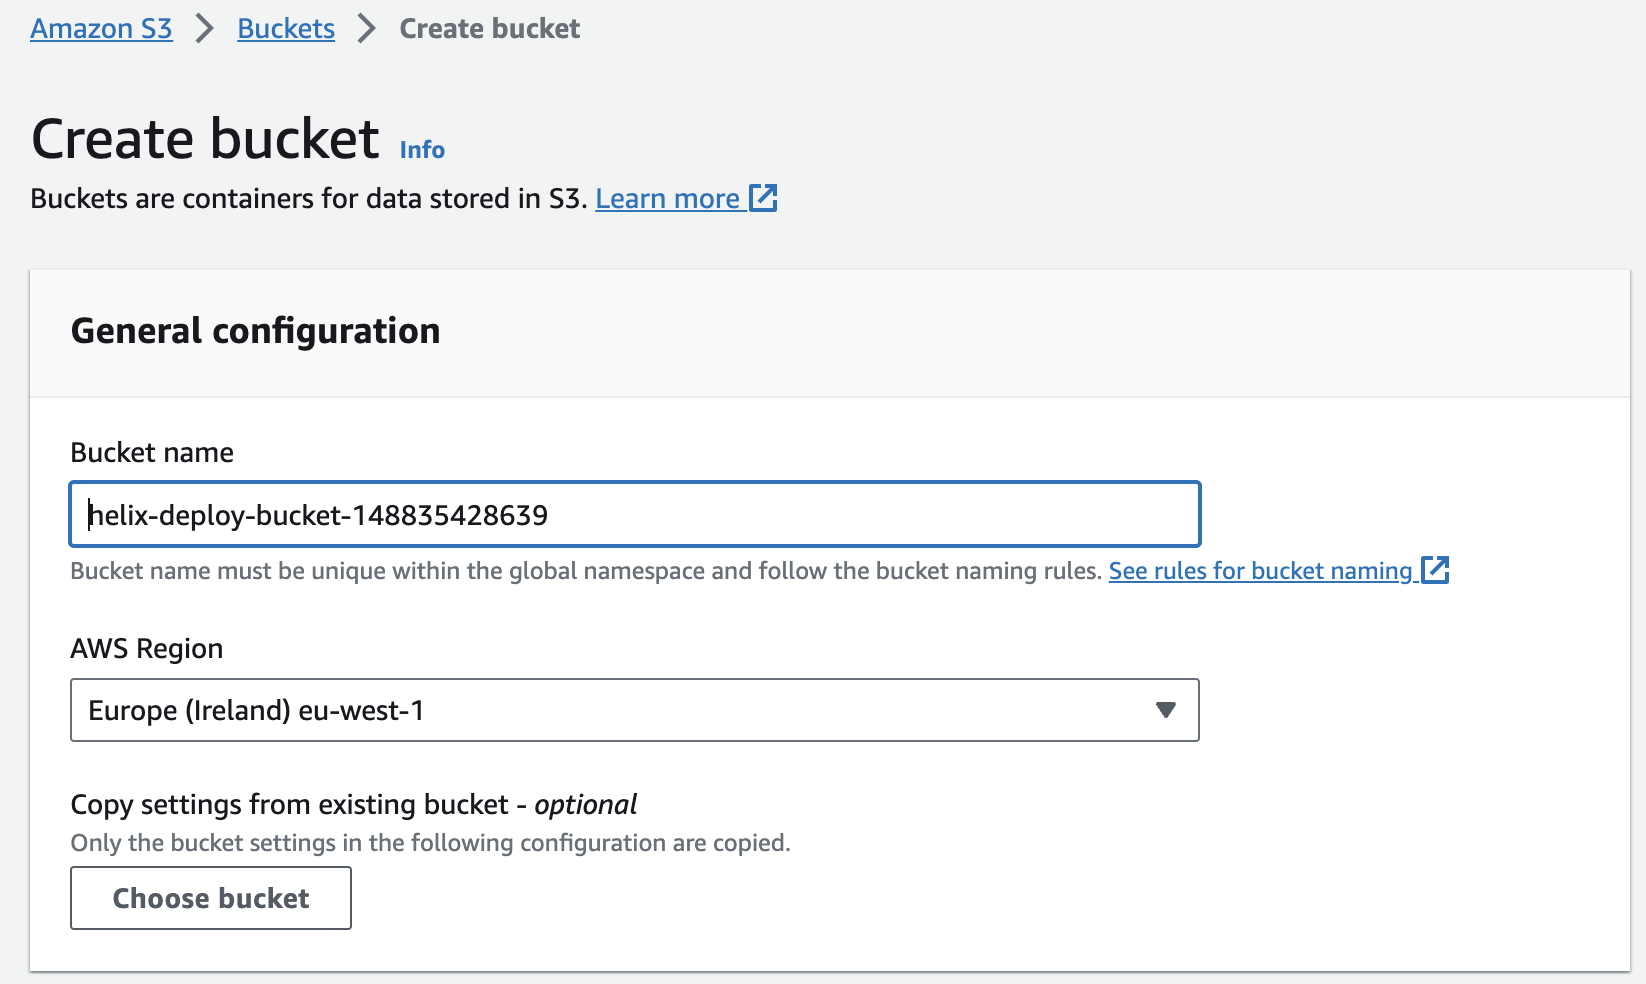 Amazon S3 > Buckets > Create bucket
Create bucket Info
Buckets are containers for data stored in S3. Learn more
General configuration
Bucket name
helix-deploy-bucket-148835428639
Bucket name must be unique within the global namespace and follow the bucket naming rules. See rules for bucket naming
AWS Region
Europe (Ireland) eu-west-1
Copy settings from existing bucket - optional
Only the bucket settings in the following configuration are copied.
Choose bucket